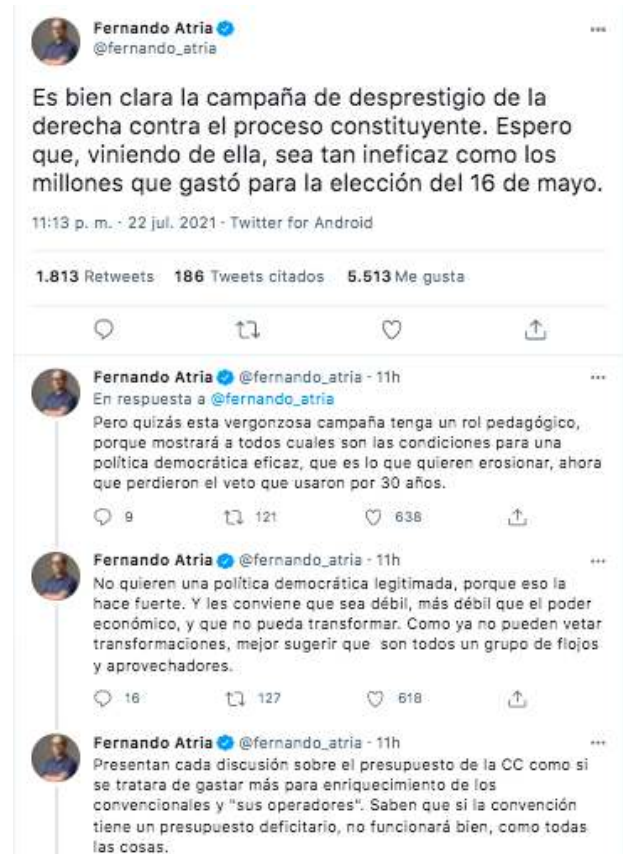 Fernando Atria
@fernando_atria
Es bien clara la campaña de desprestigio de la
derecha contra el proceso constituyente. Espero
que, viniendo de ella, sea tan ineficaz como los
millones que gastó para la elección del 16 de mayo.
11:13 p. m. · 22 jul. 2021 · Twitter for Android
1.813 Retweets 186 Tweets citados 5.513 Me gusta
Fernando Atria @fernando_atria · 11h
En respuesta a @fernando_atria
Pero quizás esta vergonzosa campaña tenga un rol pedagógico,
porque mostrará a todos cuales son las condiciones para una
política democrática eficaz, que es lo que quieren erosionar, ahora
que perdieron el veto que usaron por 30 años.
9 121 638
Fernando Atria @fernando_atria · 11h
No quieren una política democrática legitimada, porque eso la
hace fuerte. Y les conviene que sea débil, más débil que el poder
económico, y que no pueda transformar. Como ya no pueden vetar
transformaciones, mejor sugerir que son todos un grupo de flojos
y aprovechadores.
16 127 618
Fernando Atria @fernando_atria · 11h
Presentan cada discusión sobre el presupuesto de la CC como si
se tratara de gastar más para enriquecimiento de los
convencionales y "sus operadores". Saben que si la convención
tiene un presupuesto deficitario, no funcionará bien, como todas
las cosas.